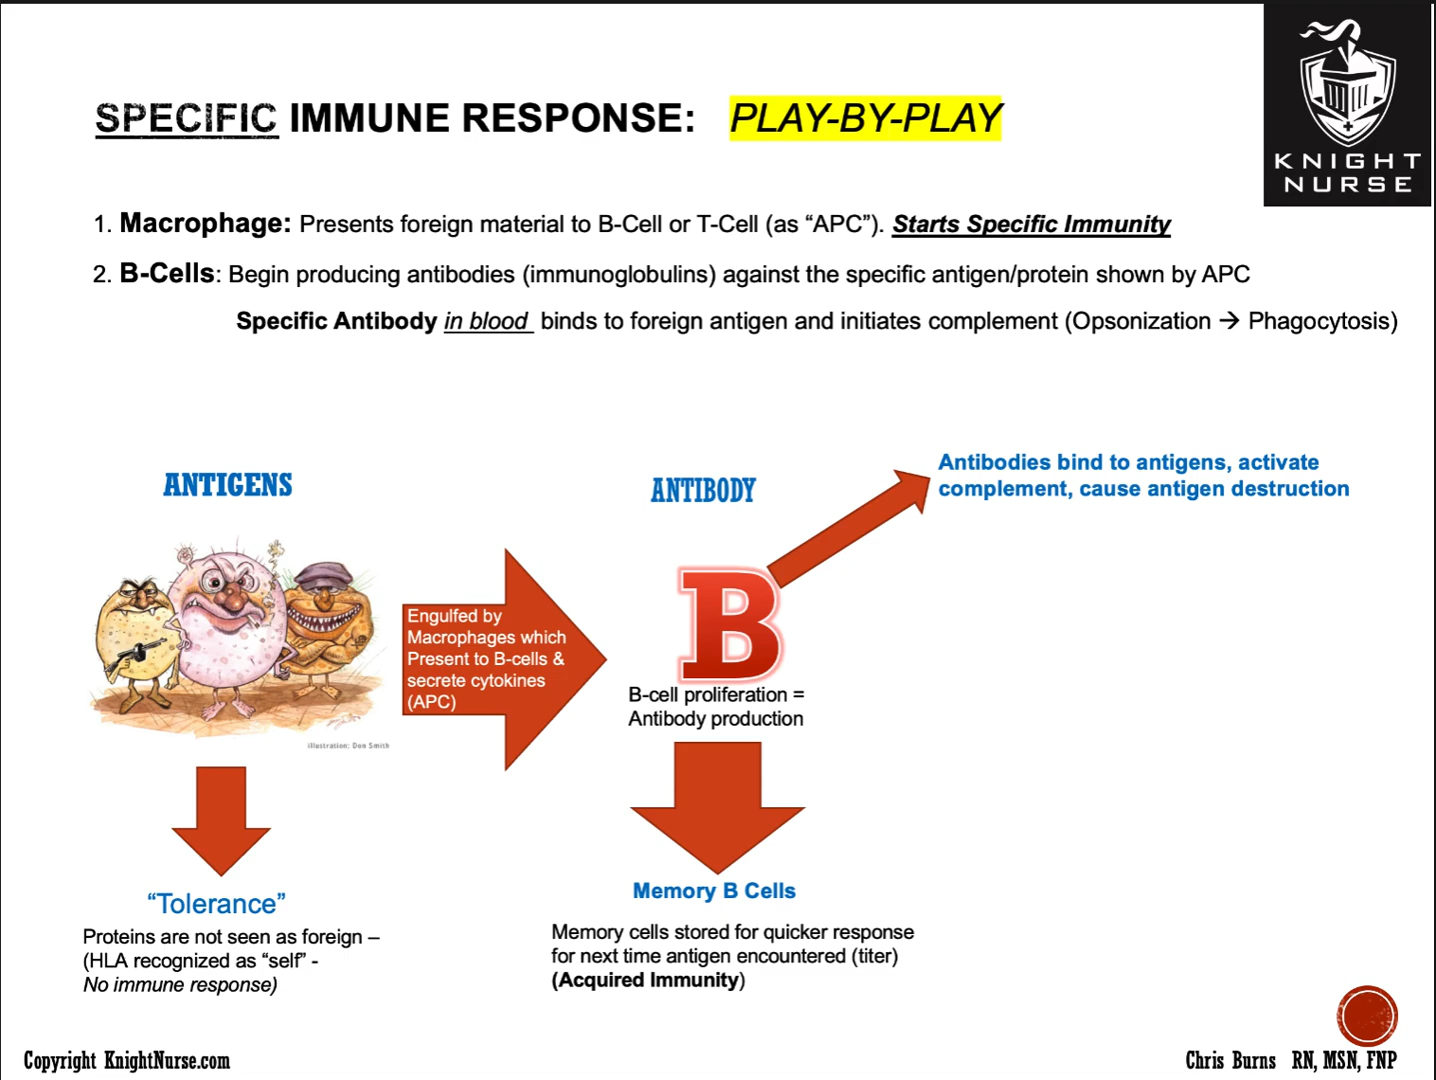 KNIGHT
NURSE
SPECIFIC IMMUNE RESPONSE: PLAY-BY-PLAY
1. Macrophage: Presents foreign material to B-Cell or T-Cell (as “APC”). Starts Specific Immunity
2. B-Cells: Begin producing antibodies (immunoglobulins) against the specific antigen/protein shown by APC
Specific Antibody in blood binds to foreign antigen and initiates complement (Opsonization → Phagocytosis)
ANTIGENS
Illustration: Don Smith
Engulfed by
Macrophages which
Present to B-cells &
secrete cytokines
(APC)
ANTIBODY
B
B-cell proliferation =
Antibody production
Antibodies bind to antigens, activate
complement, cause antigen destruction
“Tolerance”
Proteins are not seen as foreign –
(HLA recognized as “self” -
No immune response)
Memory B Cells
Memory cells stored for quicker response
for next time antigen encountered (titer)
(Acquired Immunity)
Copyright KnightNurse.com
Chris Burns RN, MSN, FNP